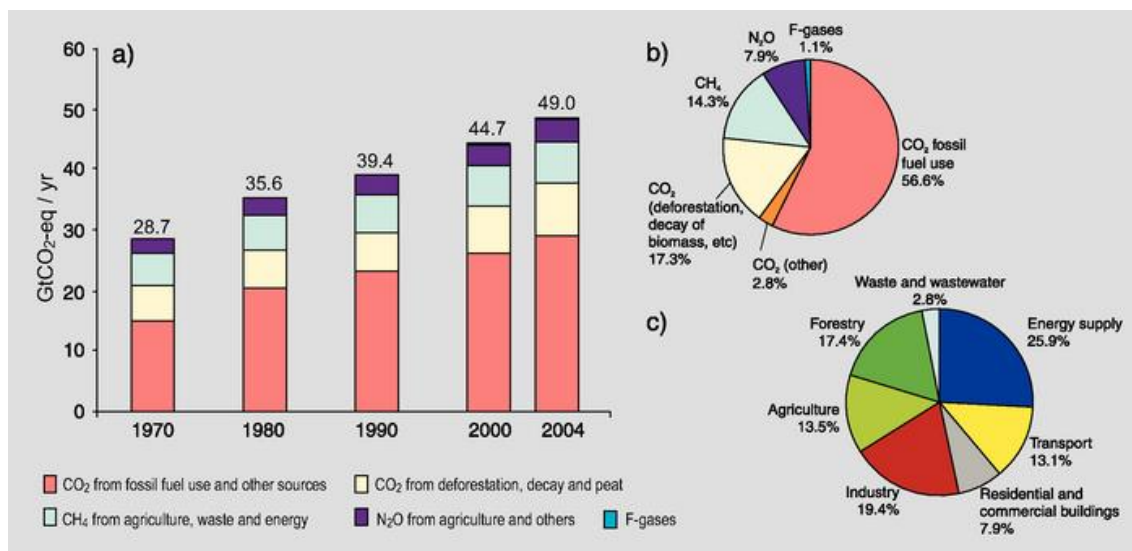 a)
GtCO₂-eq / yr
60
50
40
30
20
10
0
28.7
35.6
39.4
44.7
49.0
1970
1980
1990
2000
2004
CO₂ from fossil fuel use and other sources
CO₂ from deforestation, decay and peat
CH₄ from agriculture, waste and energy
N₂O from agriculture and others
F-gases
b)
F-gases
1.1%
N₂O
7.9%
CH₄
14.3%
CO₂ fossil
fuel use
56.6%
CO₂
(deforestation,
decay of
biomass, etc)
17.3%
CO₂ (other)
2.8%
c)
Waste and wastewater
2.8%
Forestry
17.4%
Energy supply
25.9%
Agriculture
13.5%
Transport
13.1%
Industry
19.4%
Residential and
commercial buildings
7.9%